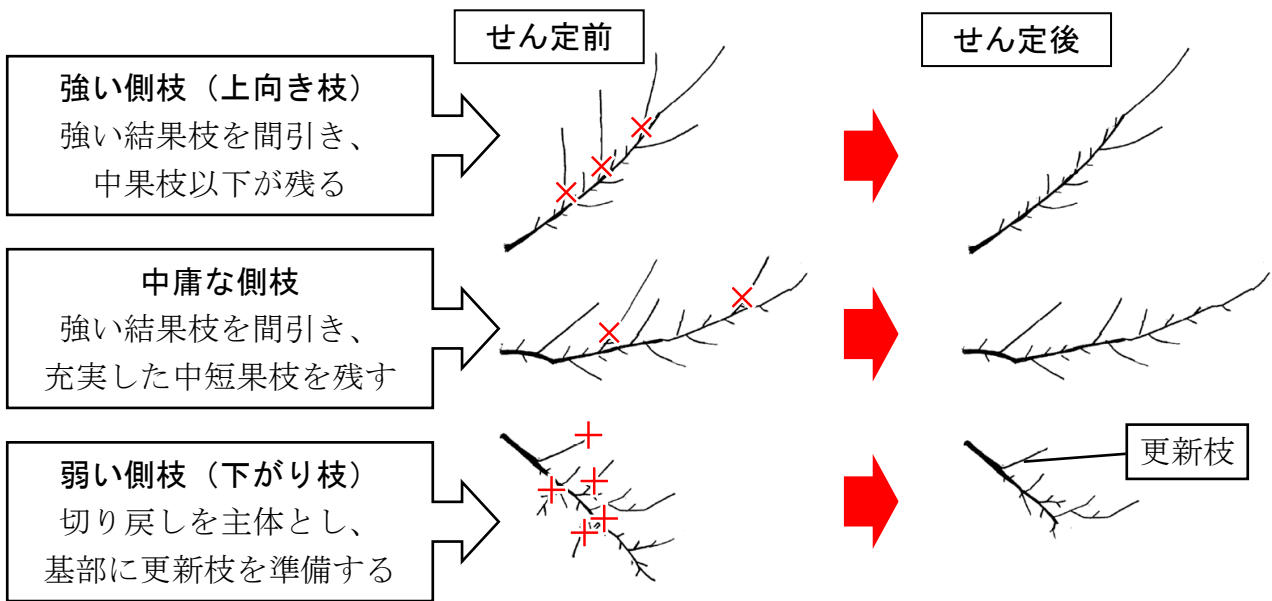 せん定前
せん定後
強い側枝（上向き枝）
強い結果枝を間引き、
中果枝以下が残る
中庸な側枝
強い結果枝を間引き、
充実した中短果枝を残す
弱い側枝（下がり枝）
切り戻しを主体とし、
基部に更新枝を準備する
更新枝